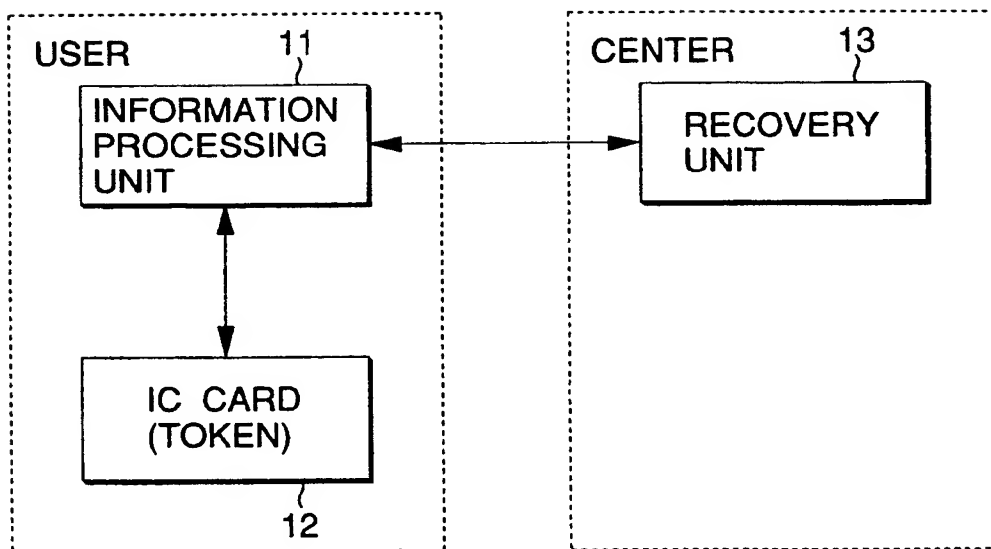 USER
11
INFORMATION
PROCESSING
UNIT
IC CARD
(TOKEN)
12
CENTER
13
RECOVERY
UNIT